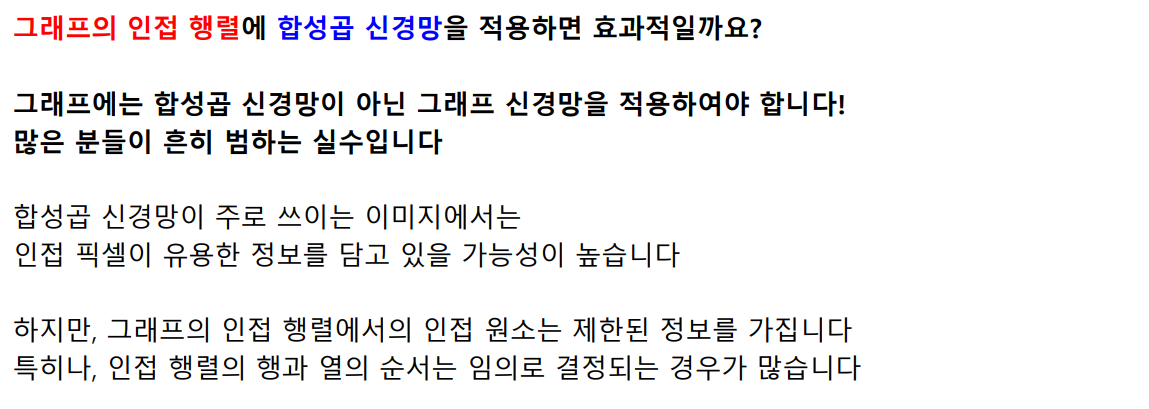 그래프의 인접 행렬에 합성곱 신경망을 적용하면 효과적일까요?
그래프에는 합성곱 신경망이 아닌 그래프 신경망을 적용하여야 합니다!
많은 분들이 흔히 범하는 실수입니다
합성곱 신경망이 주로 쓰이는 이미지에서는
인접 픽셀이 유용한 정보를 담고 있을 가능성이 높습니다
하지만, 그래프의 인접 행렬에서의 인접 원소는 제한된 정보를 가집니다
특히나, 인접 행렬의 행과 열의 순서는 임의로 결정되는 경우가 많습니다